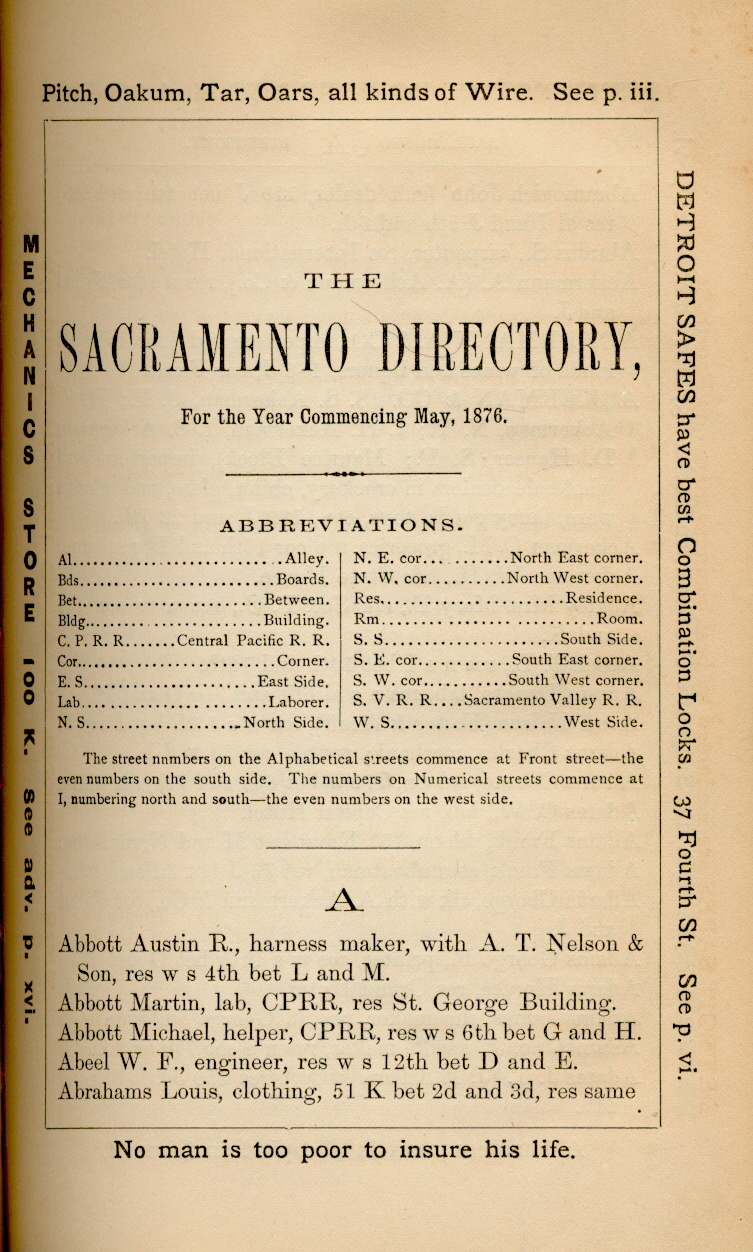 Pitch, Oakum, Tar, Oars, all kinds of Wire. See p. iii.
MECHANICS STORE 100 K. See adv. p. xvi.
THE
SACRAMENTO DIRECTORY,
For the Year Commencing May, 1876.
ABBREVIATIONS.
Al.............................Alley.
Bds............................Boards.
Bet............................Between.
Bldg...........................Building.
C. P. R. R.......Central Pacific R. R.
Cor............................Corner.
E. S.......................East Side.
Lab............................Laborer.
N. S.......................North Side.
N. E. cor............North East corner.
N. W. cor..........North West corner.
Res........................Residence.
Rm.............................Room.
S. S......................South Side.
S. E. cor............South East corner.
S. W. cor..........South West corner.
S. V. R. R....Sacramento Valley R. R.
W. S.......................West Side.
The street nnmbers on the Alphabetical streets commence at Front street—the
even numbers on the south side. The numbers on Numerical streets commence at
I, numbering north and south—the even numbers on the west side.
A
Abbott Austin R., harness maker, with A. T. Nelson &
Son, res w s 4th bet L and M.
Abbott Martin, lab, CPRR, res St. George Building.
Abbott Michael, helper, CPRR, res w s 6th bet G and H.
Abeel W. F., engineer, res w s 12th bet D and E.
Abrahams Louis, clothing, 51 K bet 2d and 3d, res same
DETROIT SAFES have best Combination Locks. 37 Fourth St. See p. vi.
No man is too poor to insure his life.